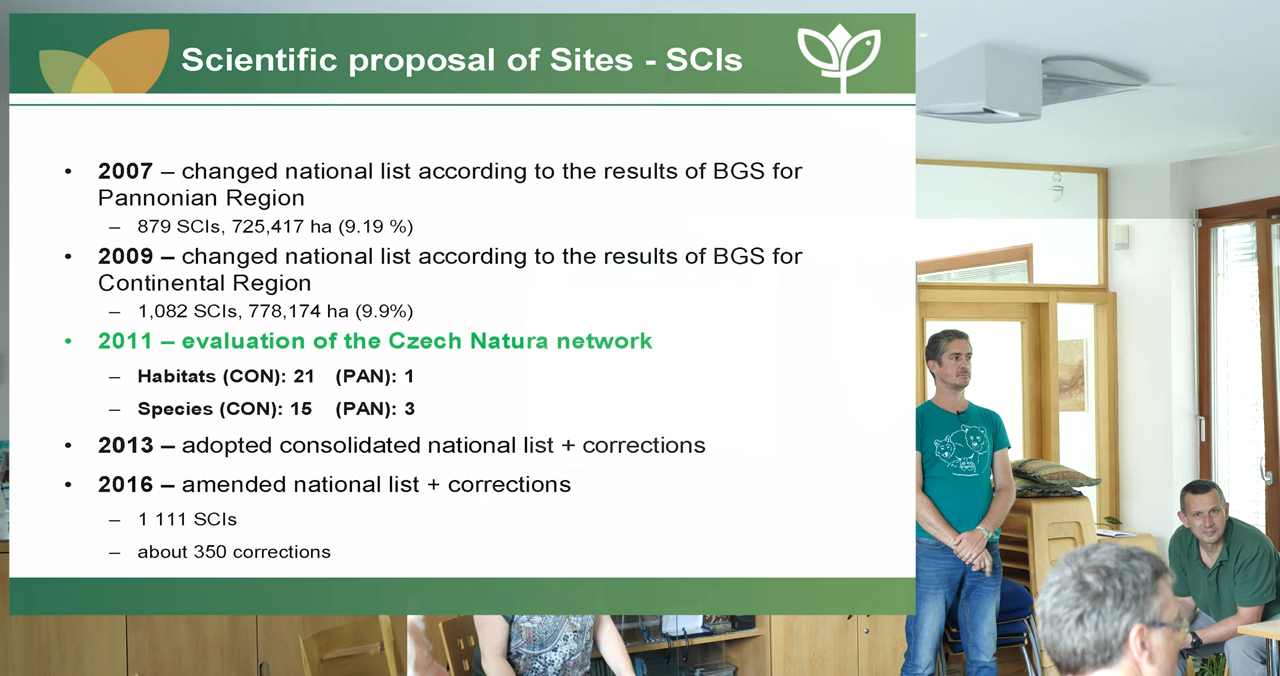 Scientific proposal of Sites - SCIs
• 2007 – changed national list according to the results of BGS for
Pannonian Region
– 879 SCIs, 725,417 ha (9.19 %)
• 2009 – changed national list according to the results of BGS for
Continental Region
– 1,082 SCIs, 778,174 ha (9.9%)
• 2011 – evaluation of the Czech Natura network
– Habitats (CON): 21 (PAN): 1
– Species (CON): 15 (PAN): 3
• 2013 – adopted consolidated national list + corrections
• 2016 – amended national list + corrections
– 1 111 SCIs
– about 350 corrections